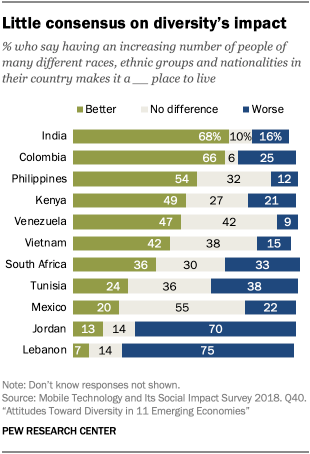 Little consensus on diversity's impact
% who say having an increasing number of people of
many different races, ethnic groups and nationalities in
their country makes it a __ place to live
Better No difference Worse
India 68% 10% 16%
Colombia 66 6 25
Philippines 54 32 12
Kenya 49 27 21
Venezuela 47 42 9
Vietnam 42 38 15
South Africa 36 30 33
Tunisia 24 36 38
Mexico 20 55 22
Jordan 13 14 70
Lebanon 7 14 75
Note: Don't know responses not shown.
Source: Mobile Technology and Its Social Impact Survey 2018. Q40.
"Attitudes Toward Diversity in 11 Emerging Economies"
PEW RESEARCH CENTER